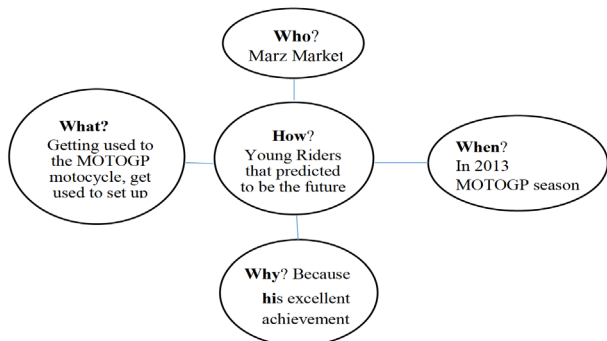 Who?
Marz Market
What?
Getting used to
the MOTOGP
motocycle, get
used to set up
How?
Young Riders
that predicted
to be the future
When?
In 2013
MOTOGP season
Why? Because
his excellent
achievement